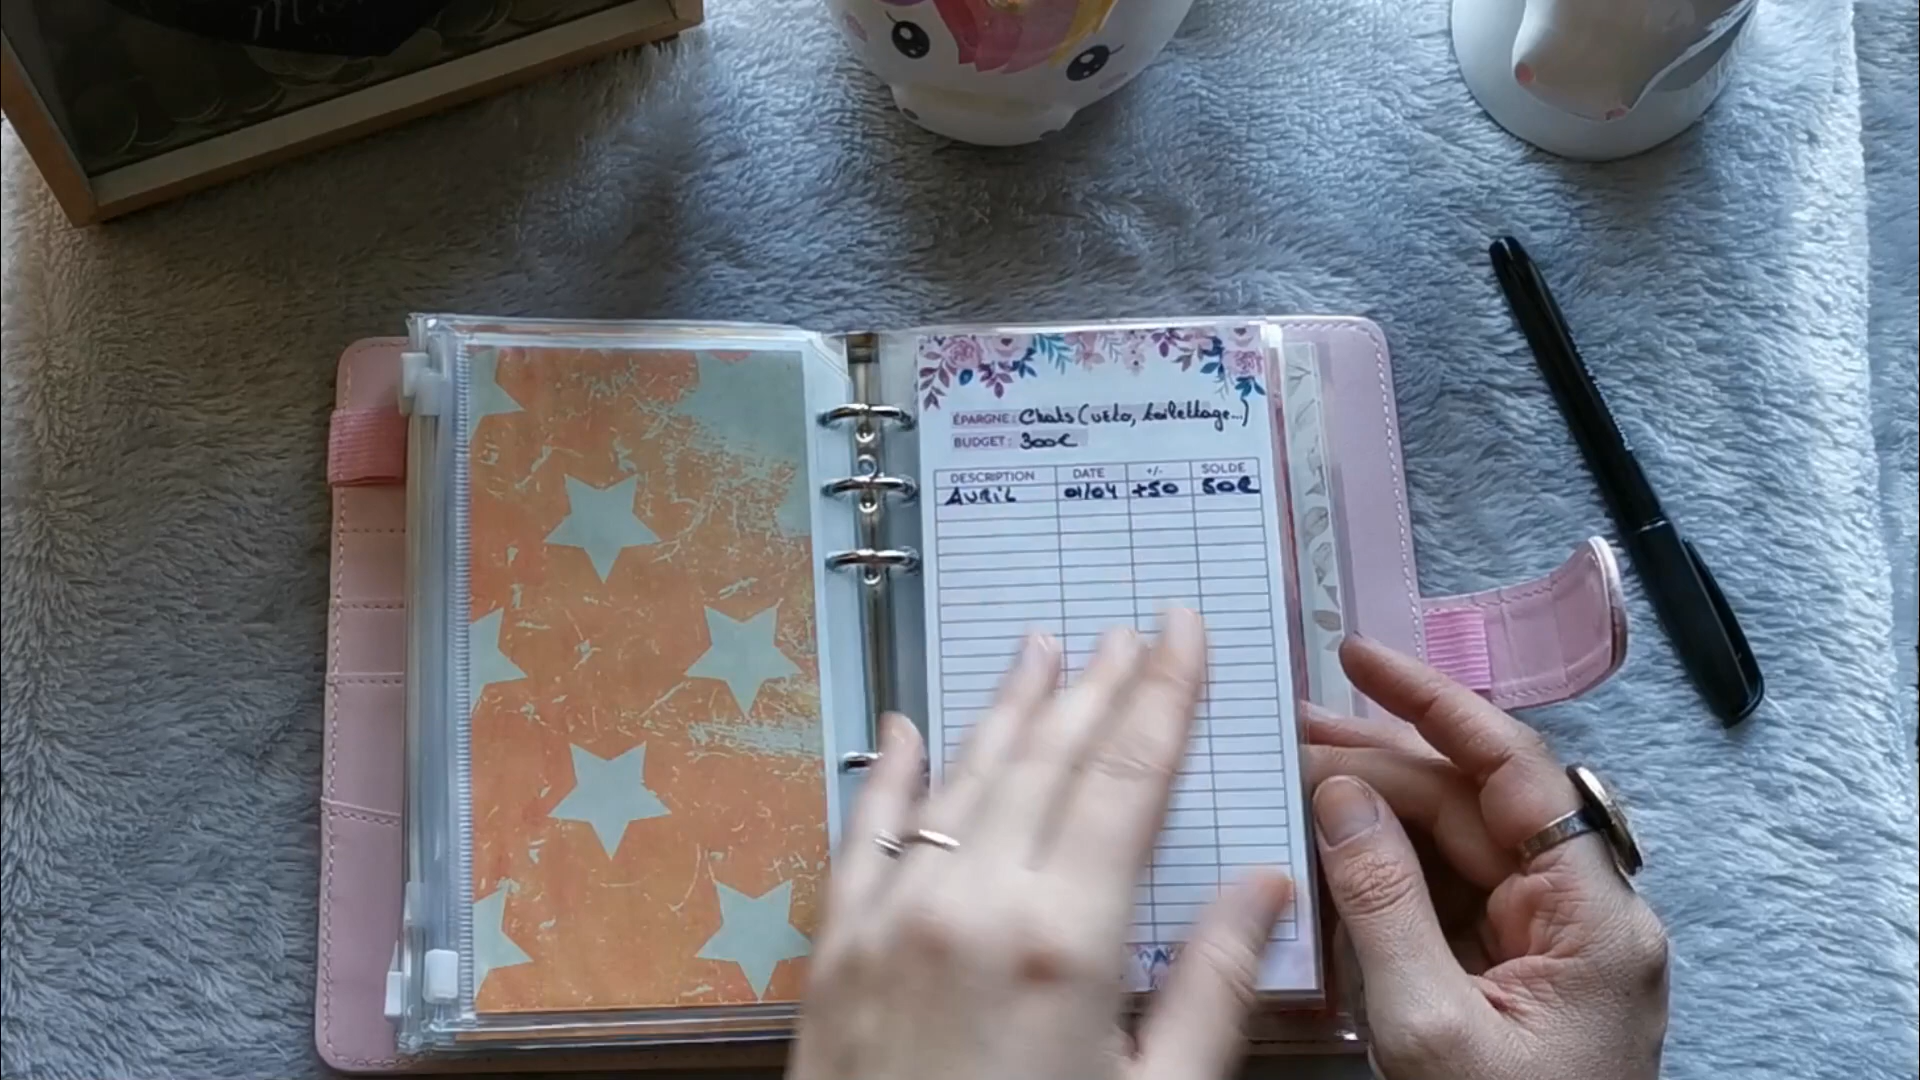 ÉPARGNE: Chats (véto, toilettage...)
BUDGET: 300€
DESCRIPTION DATE +/- SOLDE
AVRIL 01/04 +50 50€